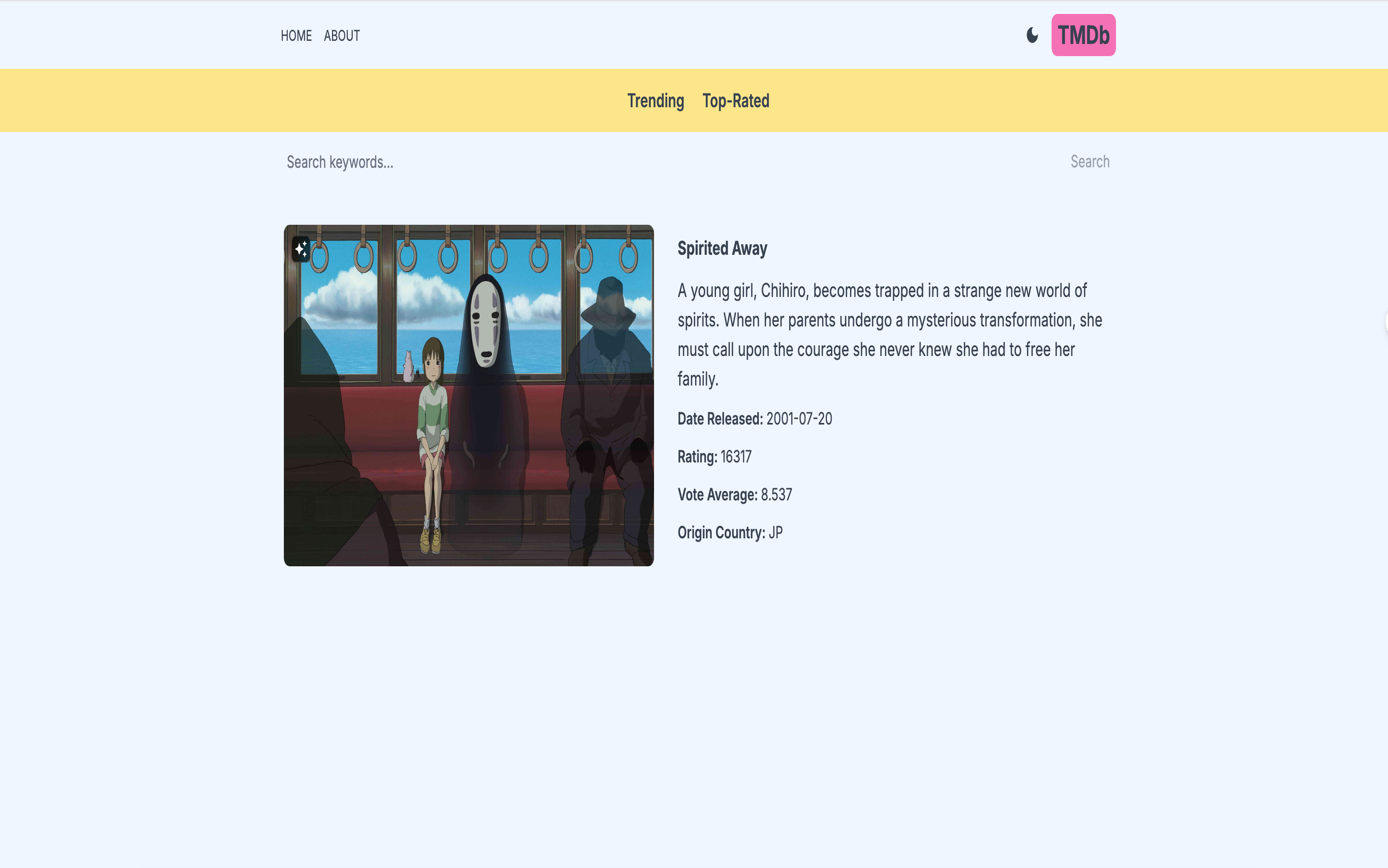 HOME ABOUT TMDb
Trending Top-Rated
Search keywords... Search
Spirited Away
A young girl, Chihiro, becomes trapped in a strange new world of
spirits. When her parents undergo a mysterious transformation, she
must call upon the courage she never knew she had to free her
family.
Date Released: 2001-07-20
Rating: 16317
Vote Average: 8.537
Origin Country: JP